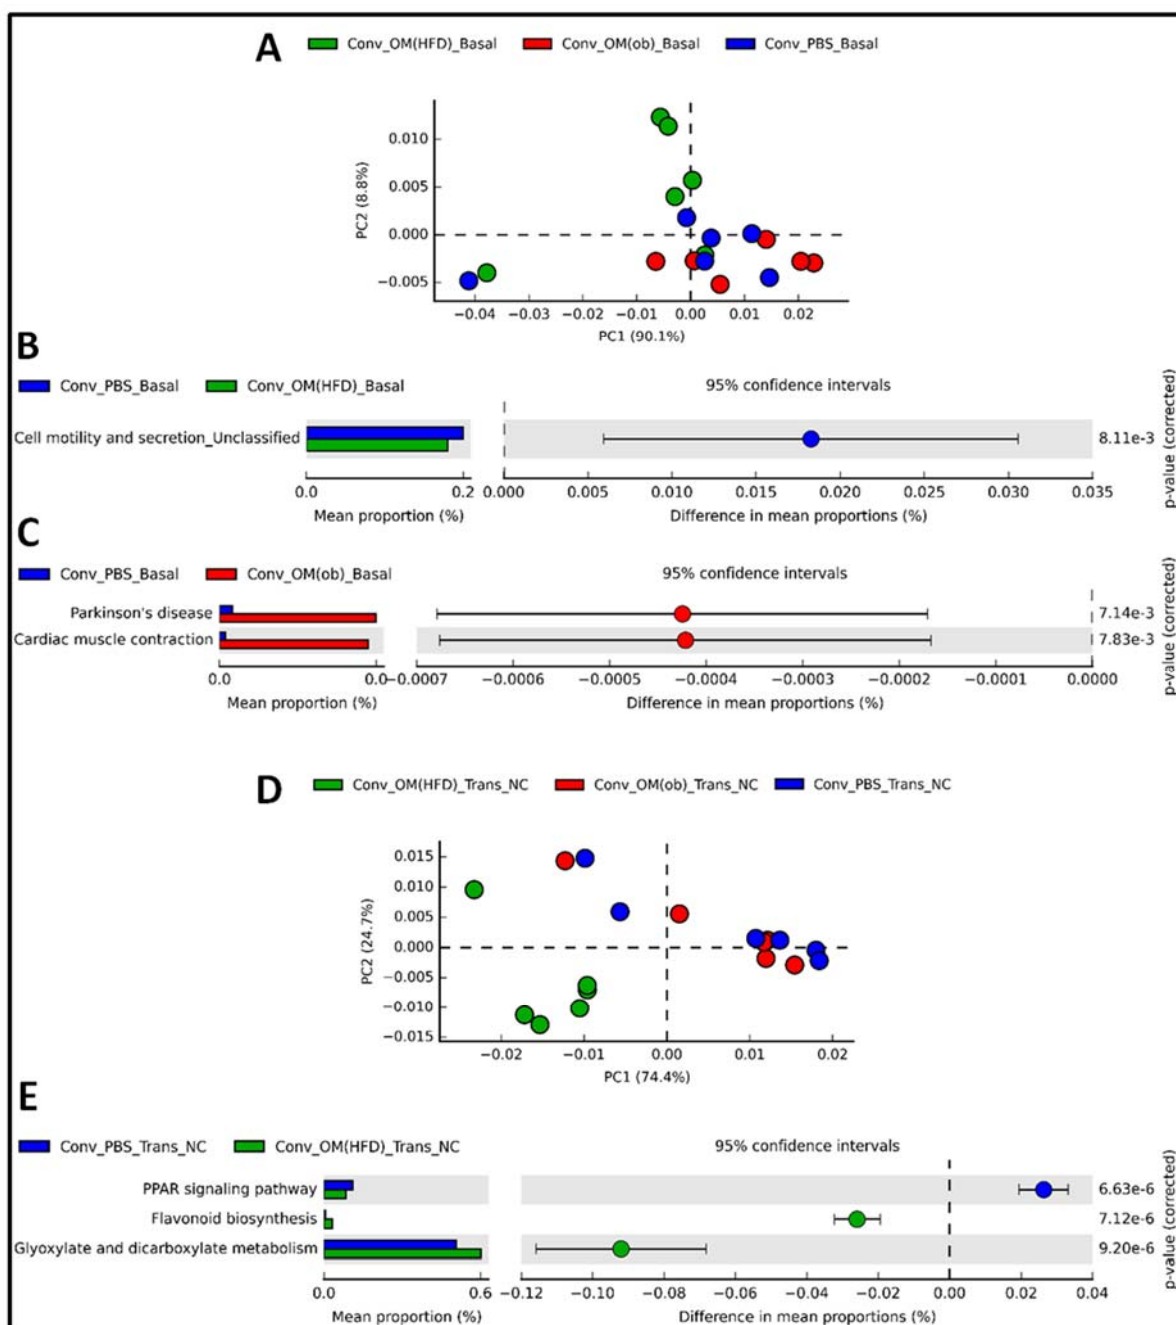 A
Conv_OM(HFD)_Basal Conv_OM(ob)_Basal Conv_PBS_Basal
PC2 (8.8%)
0.010
0.005
0.000
−0.005
−0.04 −0.03 −0.02 −0.01 0.00 0.01 0.02
PC1 (90.1%)
B
Conv_PBS_Basal Conv_OM(HFD)_Basal 95% confidence intervals
Cell motility and secretion_Unclassified 8.11e-3
p-value (corrected)
0.0 0.2 0.000 0.005 0.010 0.015 0.020 0.025 0.030 0.035
Mean proportion (%) Difference in mean proportions (%)
C
Conv_PBS_Basal Conv_OM(ob)_Basal 95% confidence intervals
Parkinson's disease 7.14e-3
Cardiac muscle contraction 7.83e-3
p-value (corrected)
0.0 0.0 −0.0007 −0.0006 −0.0005 −0.0004 −0.0003 −0.0002 −0.0001 0.0000
Mean proportion (%) Difference in mean proportions (%)
D
Conv_OM(HFD)_Trans_NC Conv_OM(ob)_Trans_NC Conv_PBS_Trans_NC
PC2 (24.7%)
0.015
0.010
0.005
0.000
−0.005
−0.010
−0.015
−0.02 −0.01 0.00 0.01 0.02
PC1 (74.4%)
E
Conv_PBS_Trans_NC Conv_OM(HFD)_Trans_NC 95% confidence intervals
PPAR signaling pathway 6.63e-6
Flavonoid biosynthesis 7.12e-6
Glyoxylate and dicarboxylate metabolism 9.20e-6
p-value (corrected)
0.0 0.6 −0.12 −0.10 −0.08 −0.06 −0.04 −0.02 0.00 0.02 0.04
Mean proportion (%) Difference in mean proportions (%)